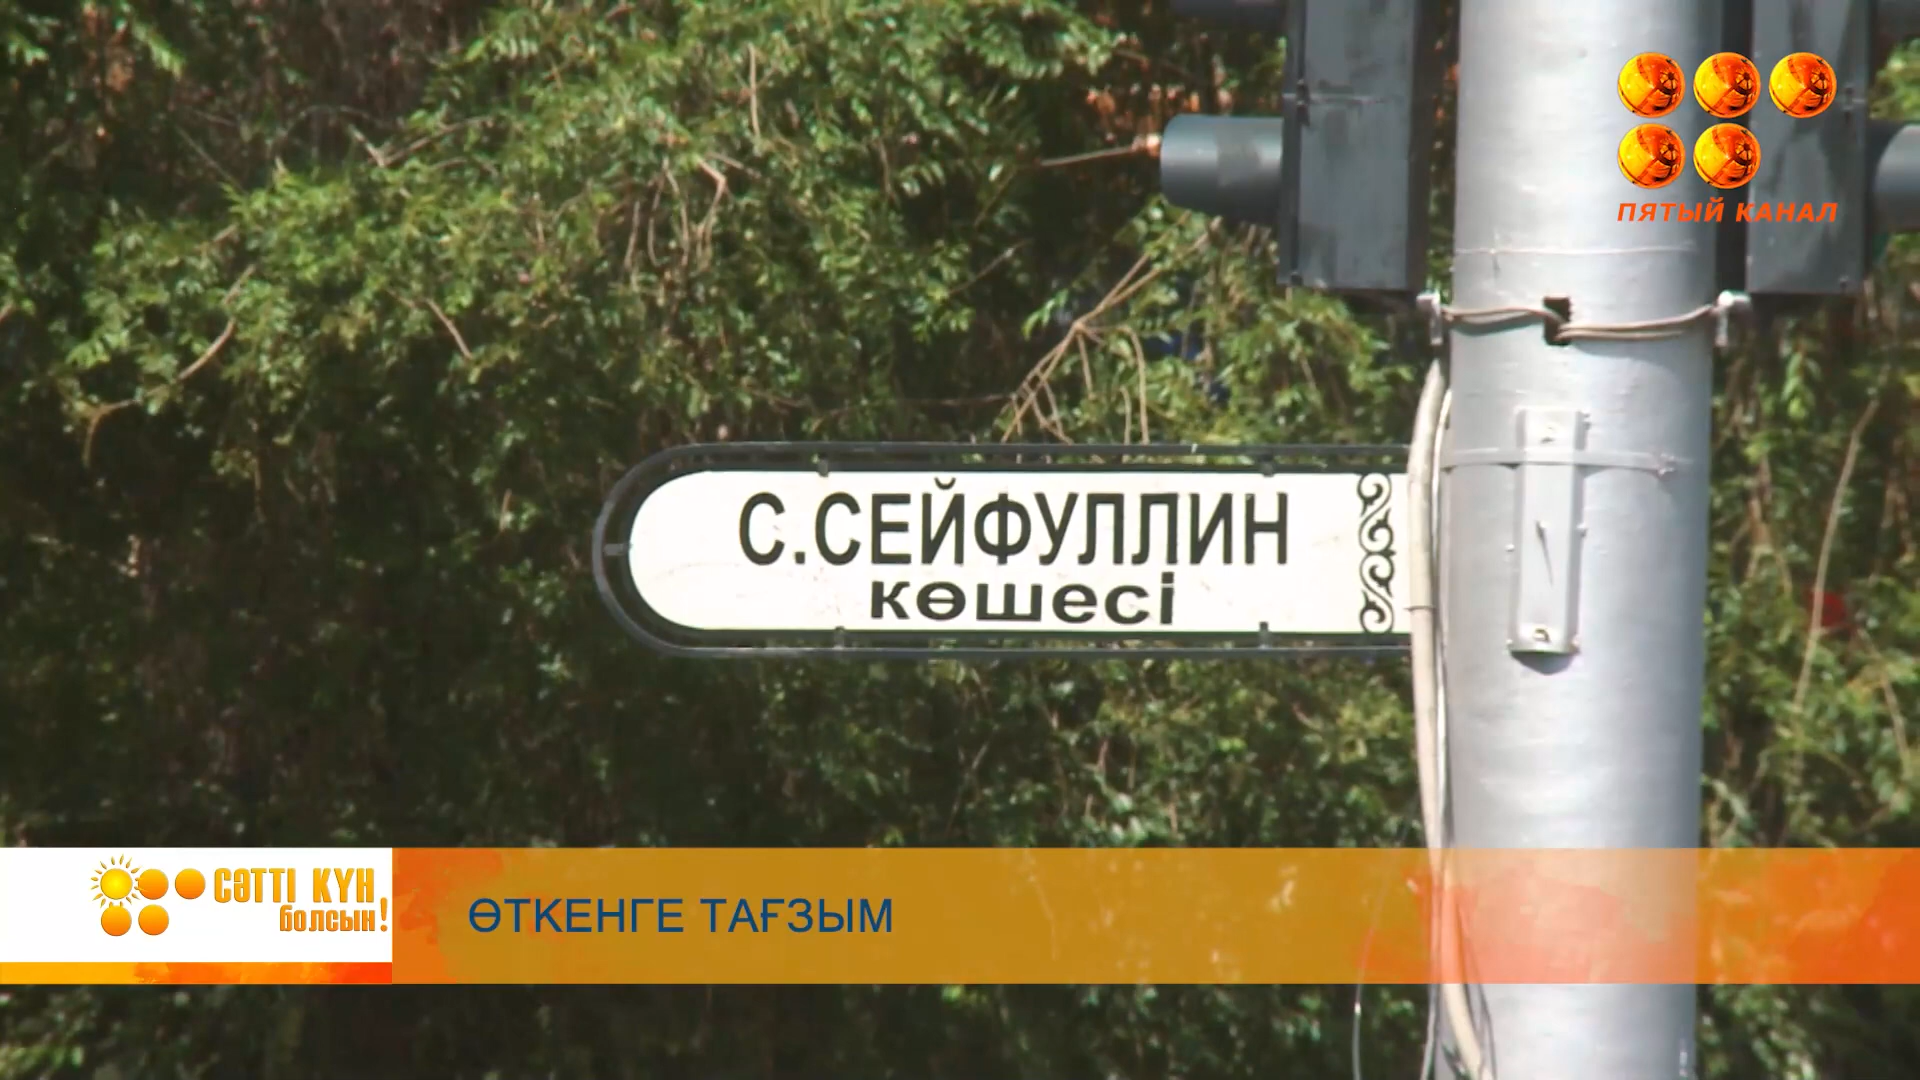 ПЯТЫЙ КАНАЛ
С.СЕЙФУЛЛИН
көшесі
СӘТТІ КҮН
болсын!
ӨТКЕНГЕ ТАҒЗЫМ